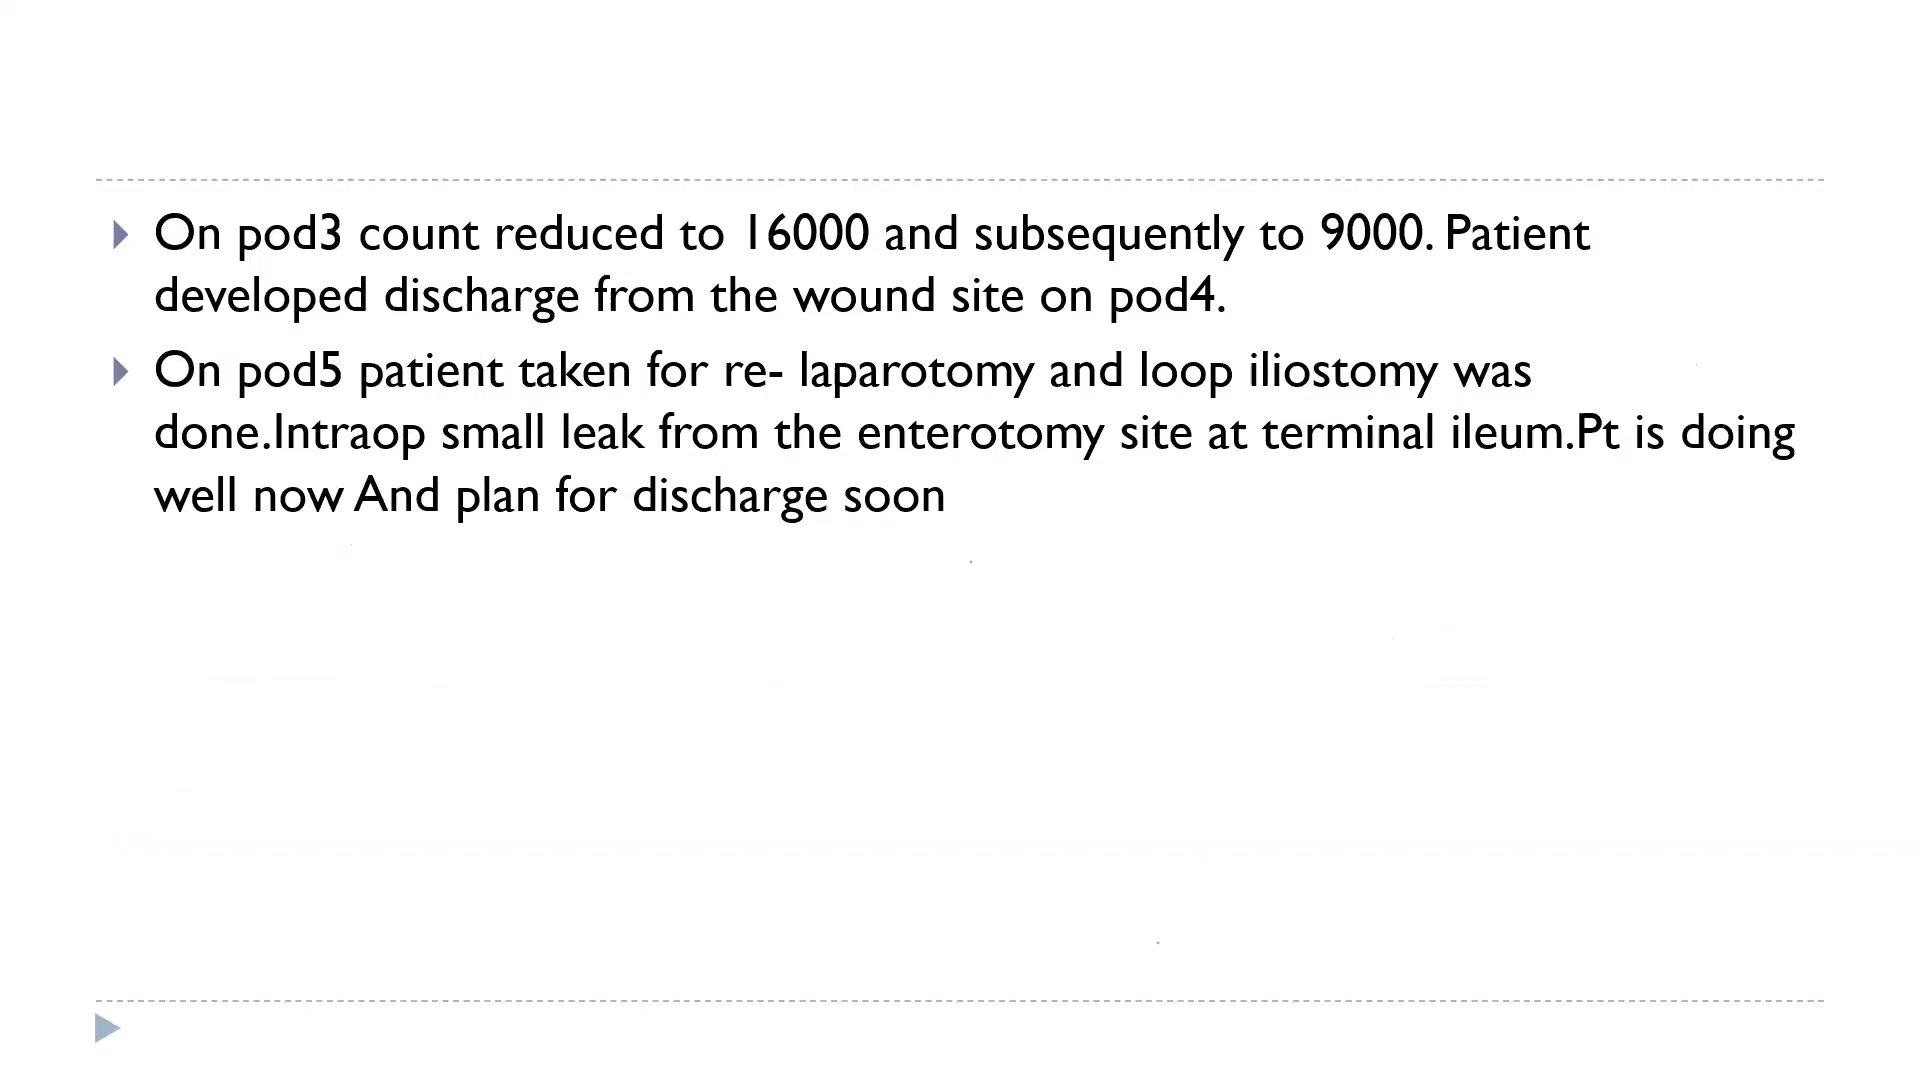 On pod3 count reduced to 16000 and subsequently to 9000. Patient
developed discharge from the wound site on pod4.
On pod5 patient taken for re- laparotomy and loop iliostomy was
done.Intraop small leak from the enterotomy site at terminal ileum.Pt is doing
well now And plan for discharge soon